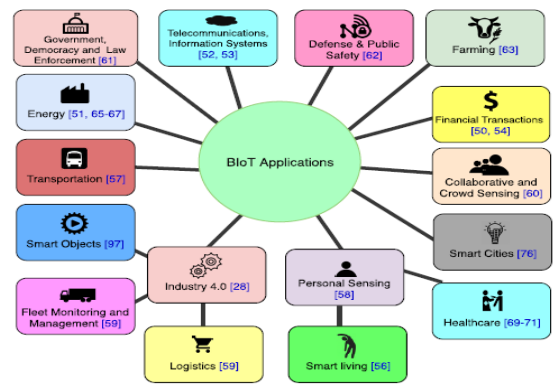 Government,
Democracy and Law
Enforcement [61]
Telecommunications,
Information Systems
[52, 53]
Defense & Public
Safety [62]
Farming [63]
Energy [51, 65-67]
Financial Transactions
[50, 54]
BIoT Applications
Transportation [57]
Collaborative and
Crowd Sensing [60]
Smart Objects [97]
Smart Cities [76]
Industry 4.0 [28]
Personal Sensing
[58]
Fleet Monitoring and
Management [59]
Healthcare [69-71]
Logistics [59]
Smart living [56]